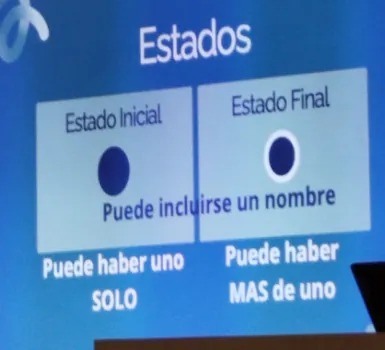 Estados
Estado Inicial
Estado Final
Puede incluirse un nombre
Puede haber uno
SOLO
Puede haber
MAS de uno